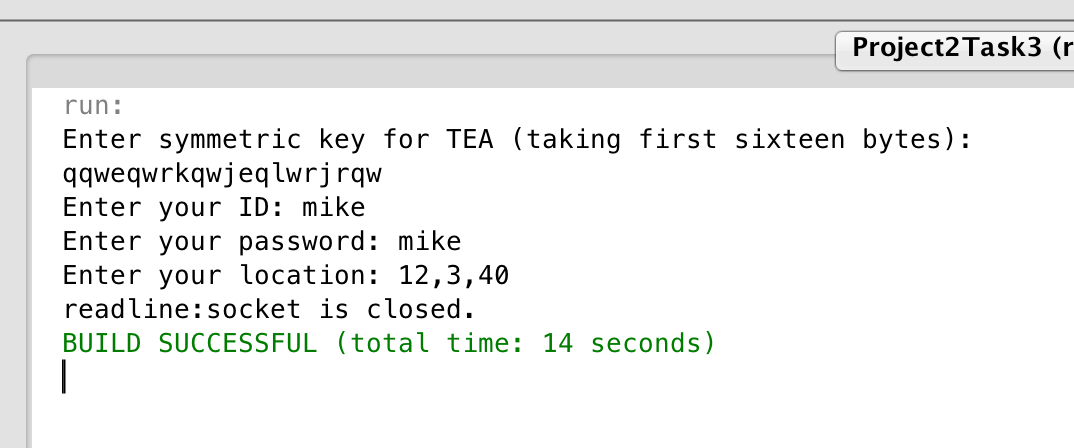 Project2Task3 (r
run:
Enter symmetric key for TEA (taking first sixteen bytes):
qqweqwrkqwjeqlwrjrqw
Enter your ID: mike
Enter your password: mike
Enter your location: 12,3,40
readline:socket is closed.
BUILD SUCCESSFUL (total time: 14 seconds)